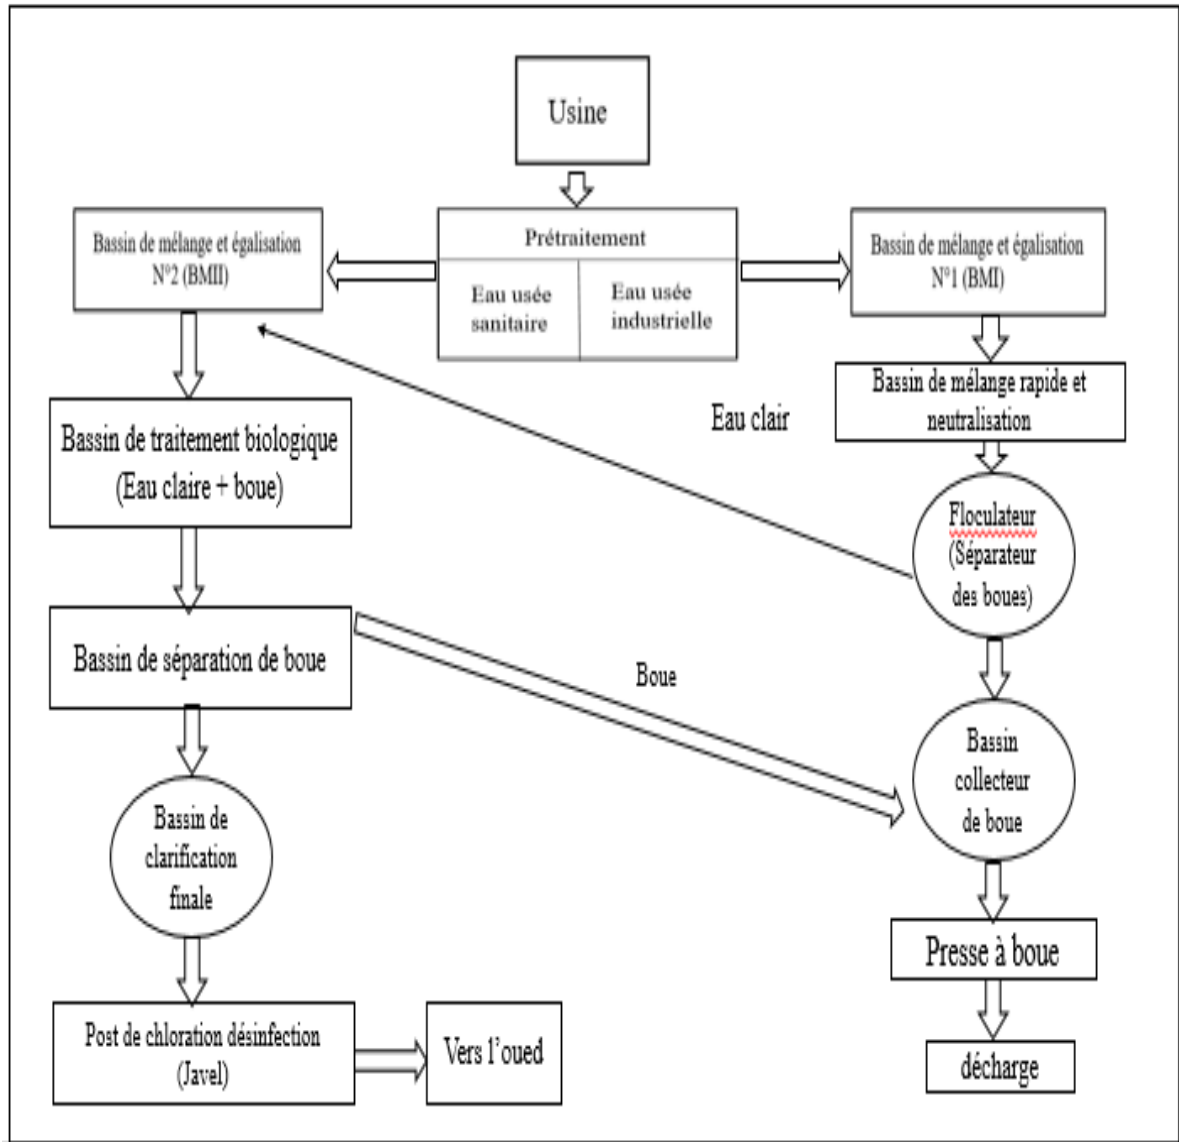 Usine
Prétraitement
Eau usée
sanitaire
Eau usée
industrielle
Bassin de mélange et égalisation
N°2 (BMII)
Bassin de mélange et égalisation
N°1 (BMI)
Bassin de mélange rapide et
neutralisation
Eau clair
Bassin de traitement biologique
(Eau claire + boue)
Floculateur
(Séparateur
des boues)
Bassin de séparation de boue
Boue
Bassin
collecteur
de boue
Bassin de
clarification
finale
Presse à boue
Post de chloration désinfection
(Javel)
Vers l’oued
décharge